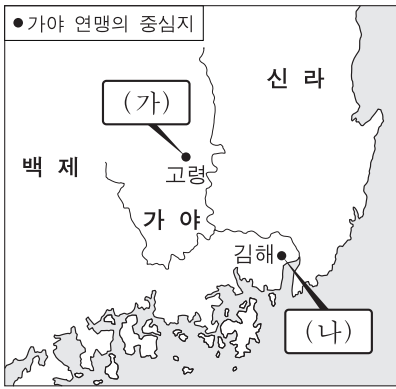 ● 가야 연맹의 중심지
신 라
(가)
백 제
고령
가 야
김해
(나)